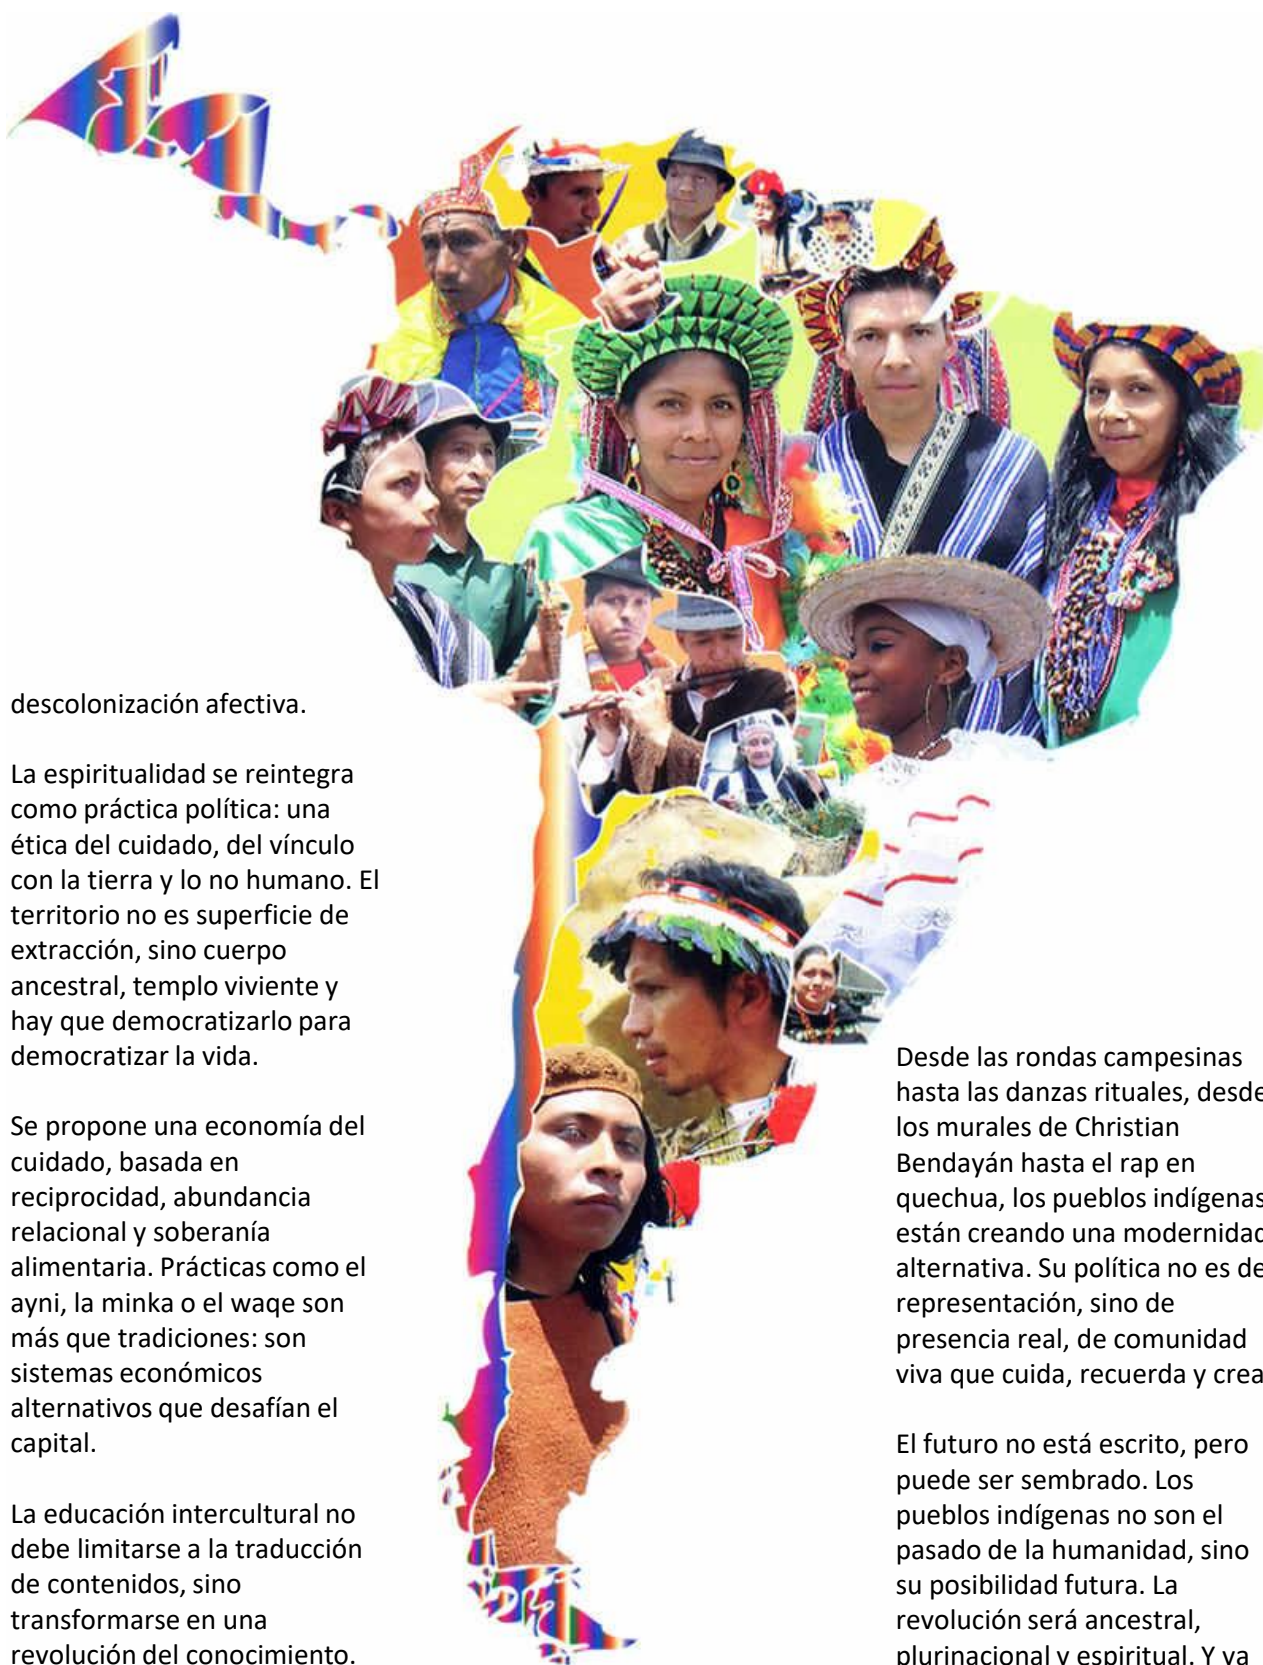 descolonización afectiva.
La espiritualidad se reintegra
como práctica política: una
ética del cuidado, del vínculo
con la tierra y lo no humano. El
territorio no es superficie de
extracción, sino cuerpo
ancestral, templo viviente y
hay que democratizarlo para
democratizar la vida.
Se propone una economía del
cuidado, basada en
reciprocidad, abundancia
relacional y soberanía
alimentaria. Prácticas como el
ayni, la minka o el waqe son
más que tradiciones: son
sistemas económicos
alternativos que desafían el
capital.
La educación intercultural no
debe limitarse a la traducción
de contenidos, sino
transformarse en una
revolución del conocimiento.
Desde las rondas campesinas
hasta las danzas rituales, desde
los murales de Christian
Bendayán hasta el rap en
quechua, los pueblos indígenas
están creando una modernidad
alternativa. Su política no es de
representación, sino de
presencia real, de comunidad
viva que cuida, recuerda y crea
El futuro no está escrito, pero
puede ser sembrado. Los
pueblos indígenas no son el
pasado de la humanidad, sino
su posibilidad futura. La
revolución será ancestral,
plurinacional y espiritual. Y ya